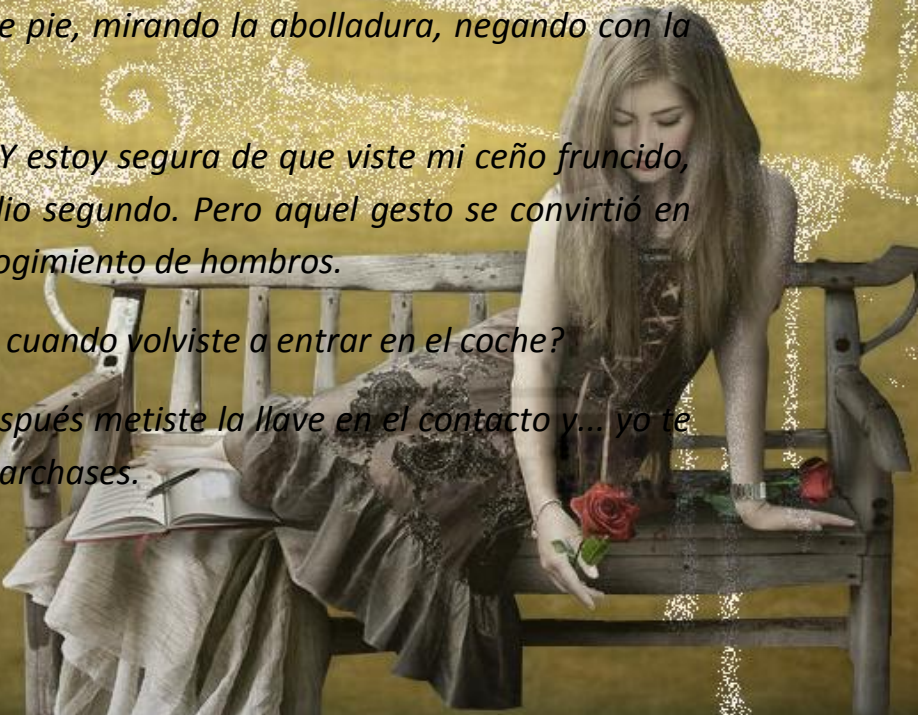 e pie, mirando la abolladura, negando con la
Y estoy segura de que viste mi ceño fruncido,
dio segundo. Pero aquel gesto se convirtió en
ogimiento de hombros.
cuando volviste a entrar en el coche?
spués metiste la llave en el contacto y... yo te
archases.